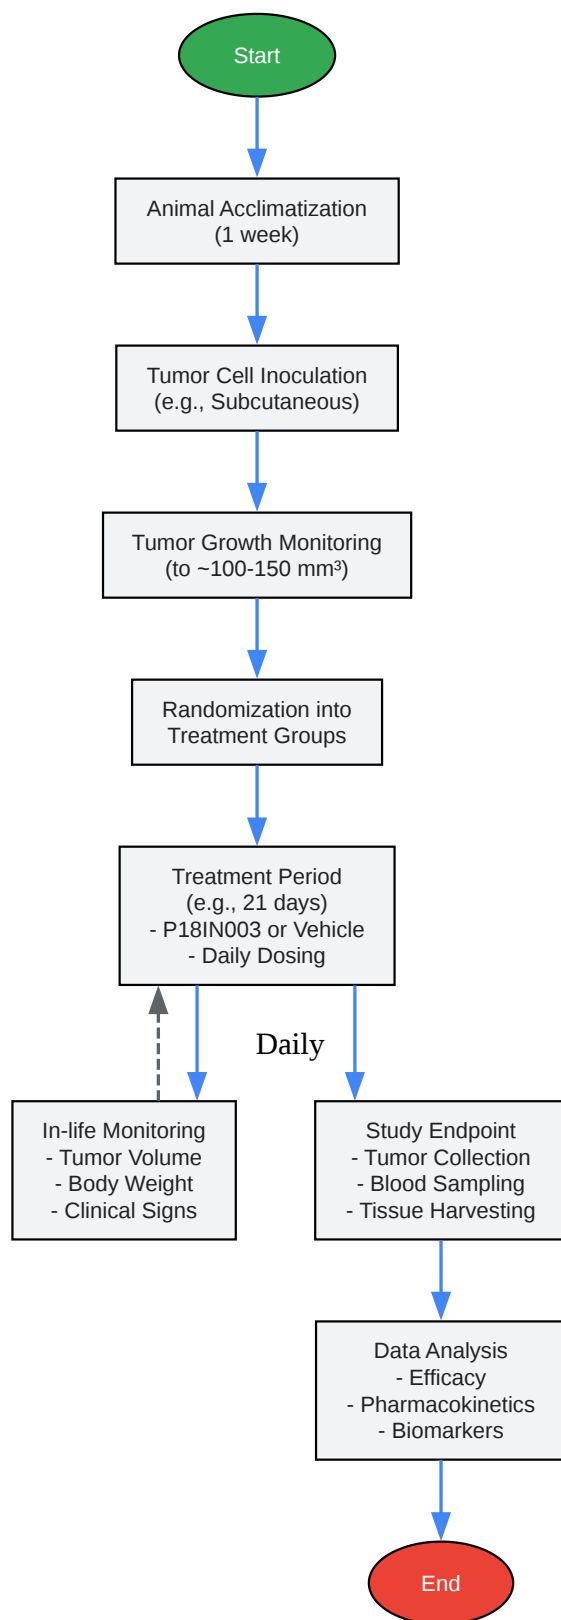 Start
Animal Acclimatization
(1 week)
Tumor Cell Inoculation
(e.g., Subcutaneous)
Tumor Growth Monitoring
(to ~100-150 mm³)
Randomization into
Treatment Groups
Treatment Period
(e.g., 21 days)
- P18IN003 or Vehicle
- Daily Dosing
Daily
In-life Monitoring
- Tumor Volume
- Body Weight
- Clinical Signs
Study Endpoint
- Tumor Collection
- Blood Sampling
- Tissue Harvesting
Data Analysis
- Efficacy
- Pharmacokinetics
- Biomarkers
End